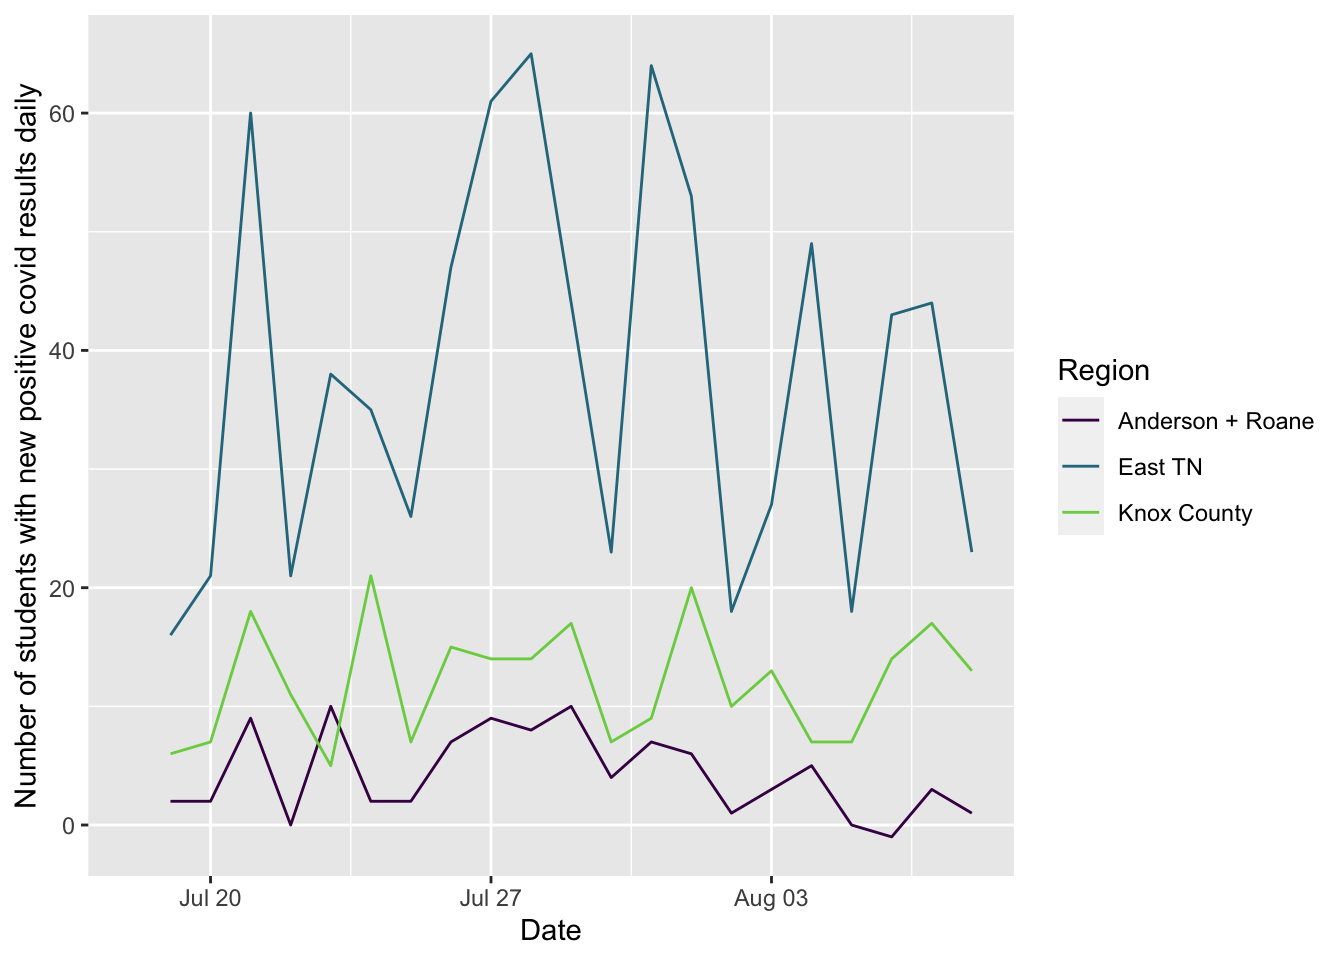 Number of students with new positive covid results daily
60
40
20
0
Jul 20
Jul 27
Aug 03
Date
Region
Anderson + Roane
East TN
Knox County